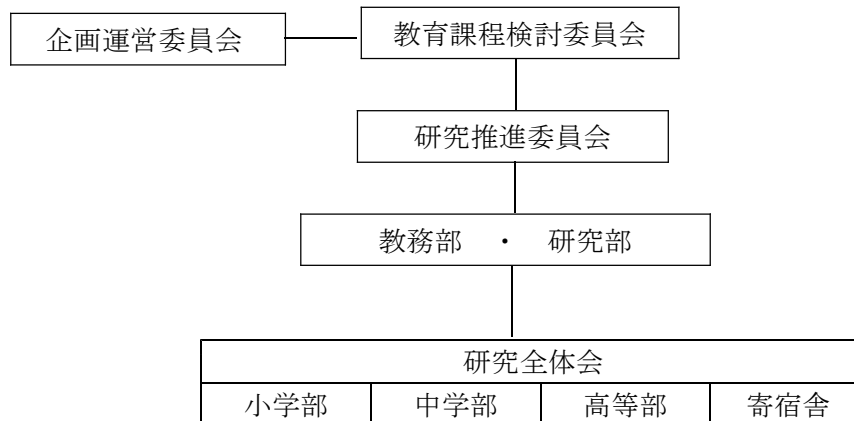 企画運営委員会
教育課程検討委員会
研究推進委員会
教務部 ・ 研究部
研究全体会
小学部 中学部 高等部 寄宿舎